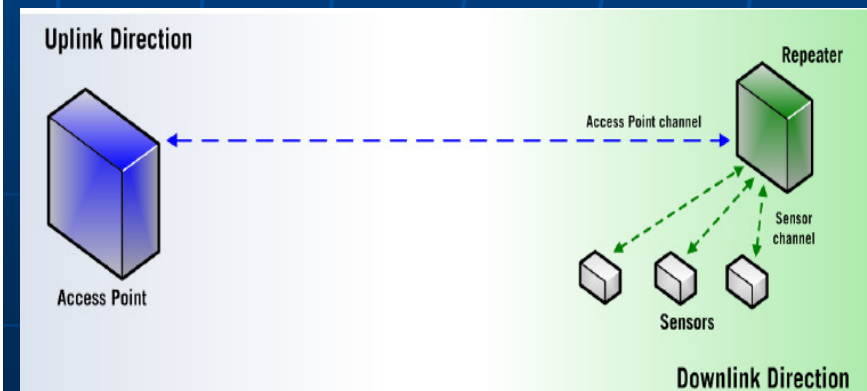 Uplink Direction
Repeater
Access Point channel
Sensor
channel
Access Point
Sensors
Downlink Direction